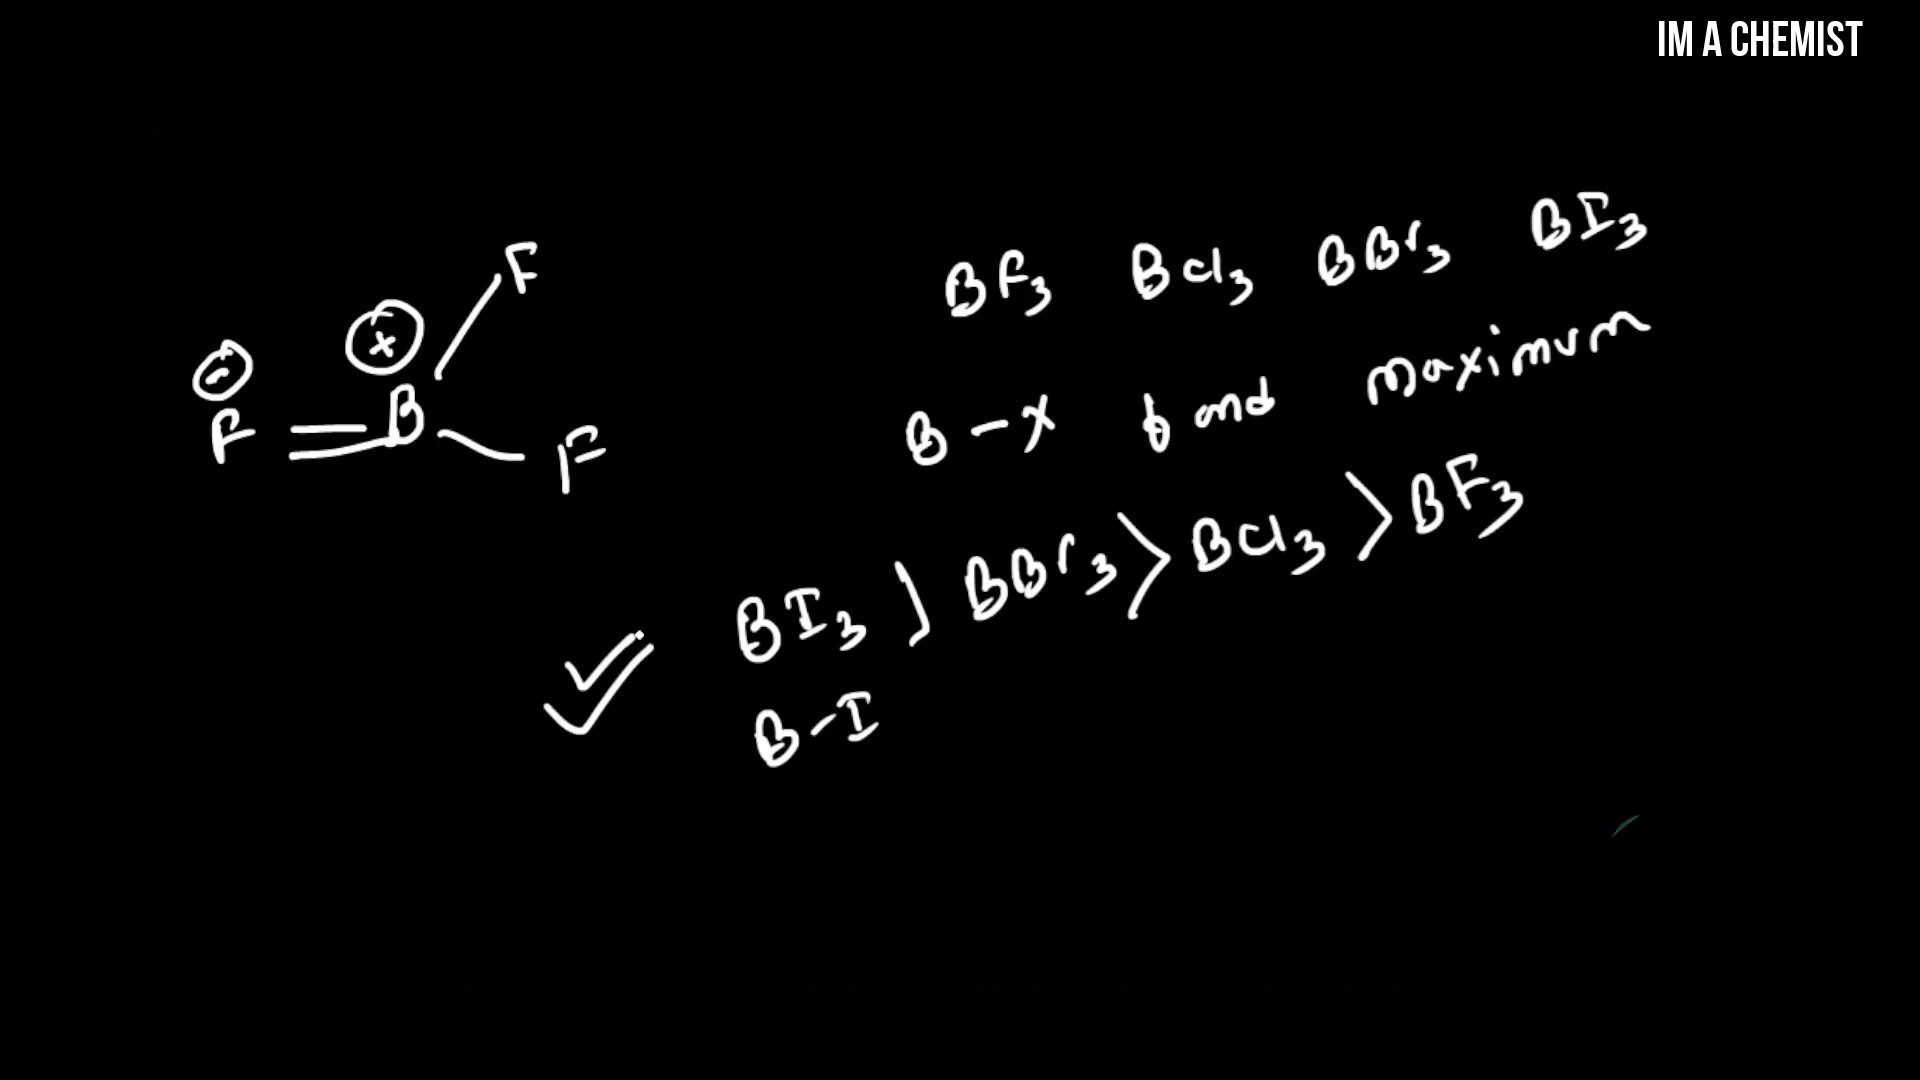 IM A CHEMIST
BF3 BCl3 BBr3 BI3
F
⊖ ⊕
F = B - F
B-X bond maximum
BI3 > BBr3 > BCl3 > BF3
B-I